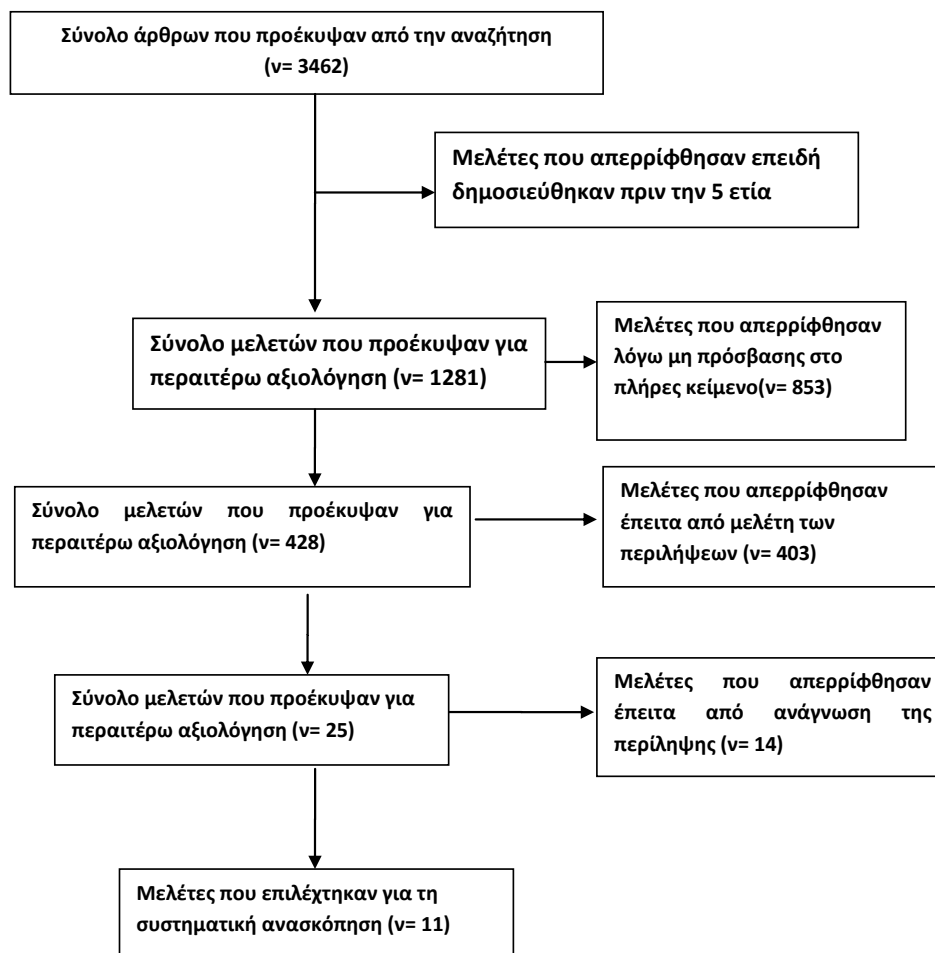 Σύνολο άρθρων που προέκυψαν από την αναζήτηση
(ν= 3462)
Μελέτες που απερρίφθησαν επειδή
δημοσιεύθηκαν πριν την 5 ετία
Σύνολο μελετών που προέκυψαν για
περαιτέρω αξιολόγηση (ν= 1281)
Μελέτες που απερρίφθησαν
λόγω μη πρόσβασης στο
πλήρες κείμενο(ν= 853)
Σύνολο μελετών που προέκυψαν για
περαιτέρω αξιολόγηση (ν= 428)
Μελέτες που απερρίφθησαν
έπειτα από μελέτη των
περιλήψεων (ν= 403)
Σύνολο μελετών που προέκυψαν για
περαιτέρω αξιολόγηση (ν= 25)
Μελέτες που απερρίφθησαν
έπειτα από ανάγνωση της
περίληψης (ν= 14)
Μελέτες που επιλέχτηκαν για τη
συστηματική ανασκόπηση (ν= 11)